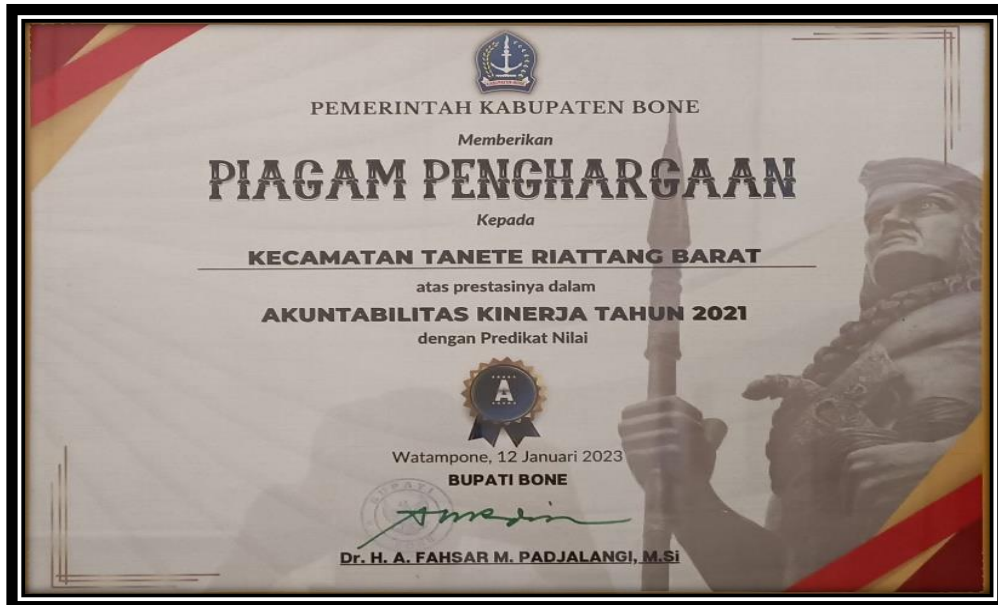 PEMERINTAH KABUPATEN BONE
Memberikan
PIAGAM PENGHARGAAN
Kepada
KECAMATAN TANETE RIATTANG BARAT
atas prestasinya dalam
AKUNTABILITAS KINERJA TAHUN 2021
dengan Predikat Nilai
A
Watampone, 12 Januari 2023
BUPATI BONE
BUPATI
Dr. H. A. FAHSAR M. PADJALANGI, M.Si